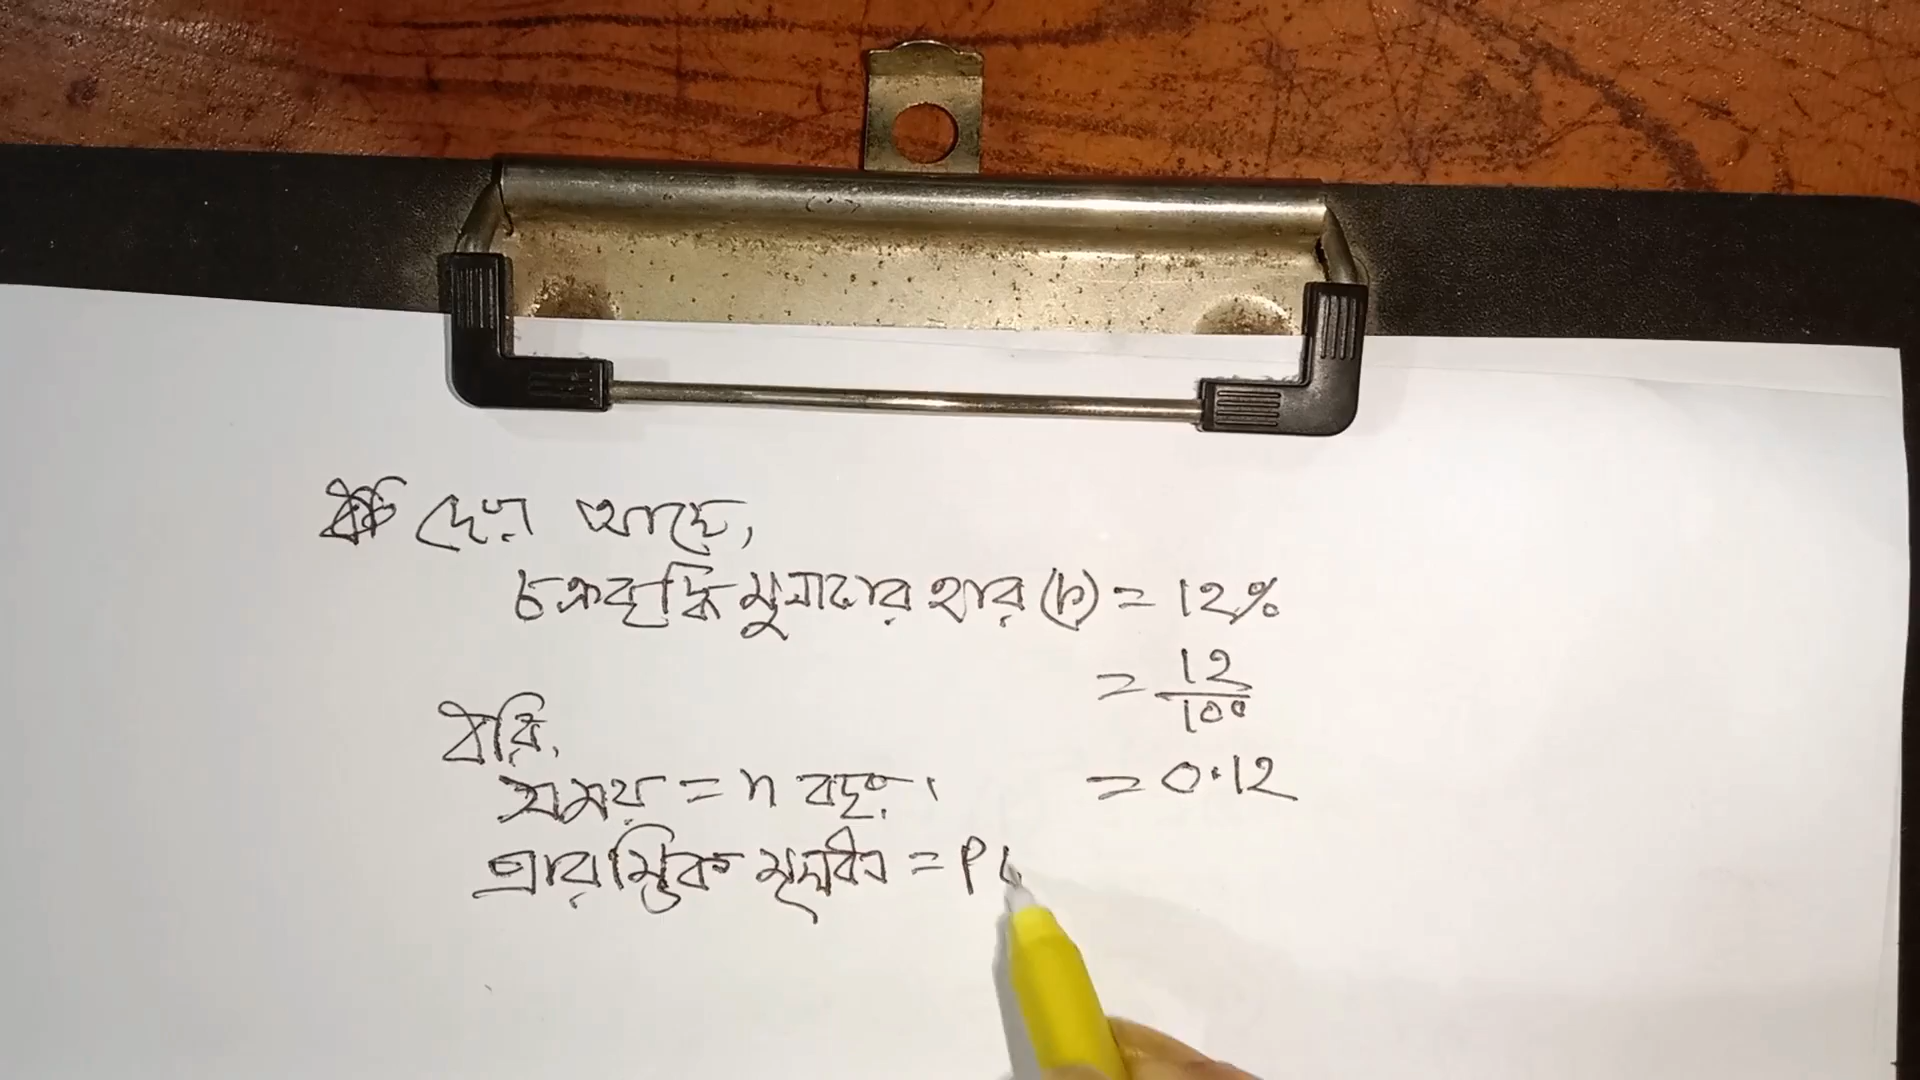 দেওয়া আছে,
চক্রবৃদ্ধি মুনাফার হার (r) = 12%
= 12/100
ধরি,
= 0.12
সময় = n বছর।
প্রারম্ভিক মূলধন = P